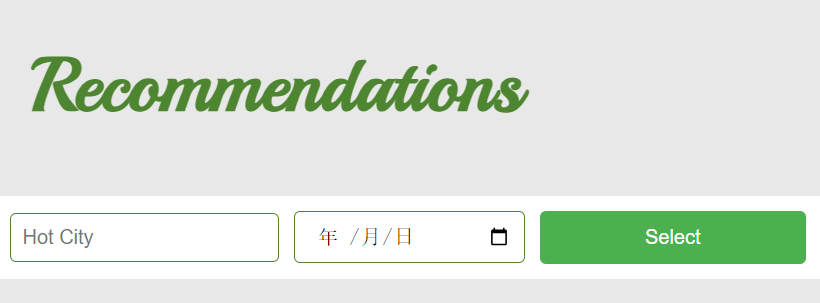 Recommendations
Hot City
年 /月/日
Select